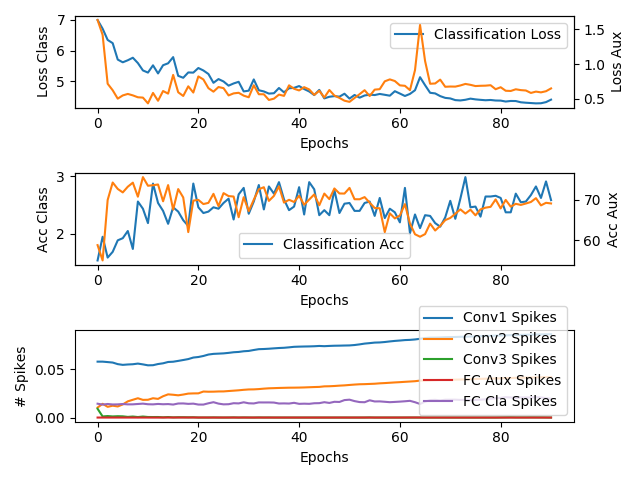 7
6
5
Loss Class
Classification Loss
1.5
1.0
0.5
Loss Aux
0 20 40 60 80
Epochs
3
2
Acc Class
Classification Acc
70
60
Acc Aux
0 20 40 60 80
Epochs
0.05
0.00
# Spikes
Conv1 Spikes
Conv2 Spikes
Conv3 Spikes
FC Aux Spikes
FC Cla Spikes
0 20 40 60 80
Epochs